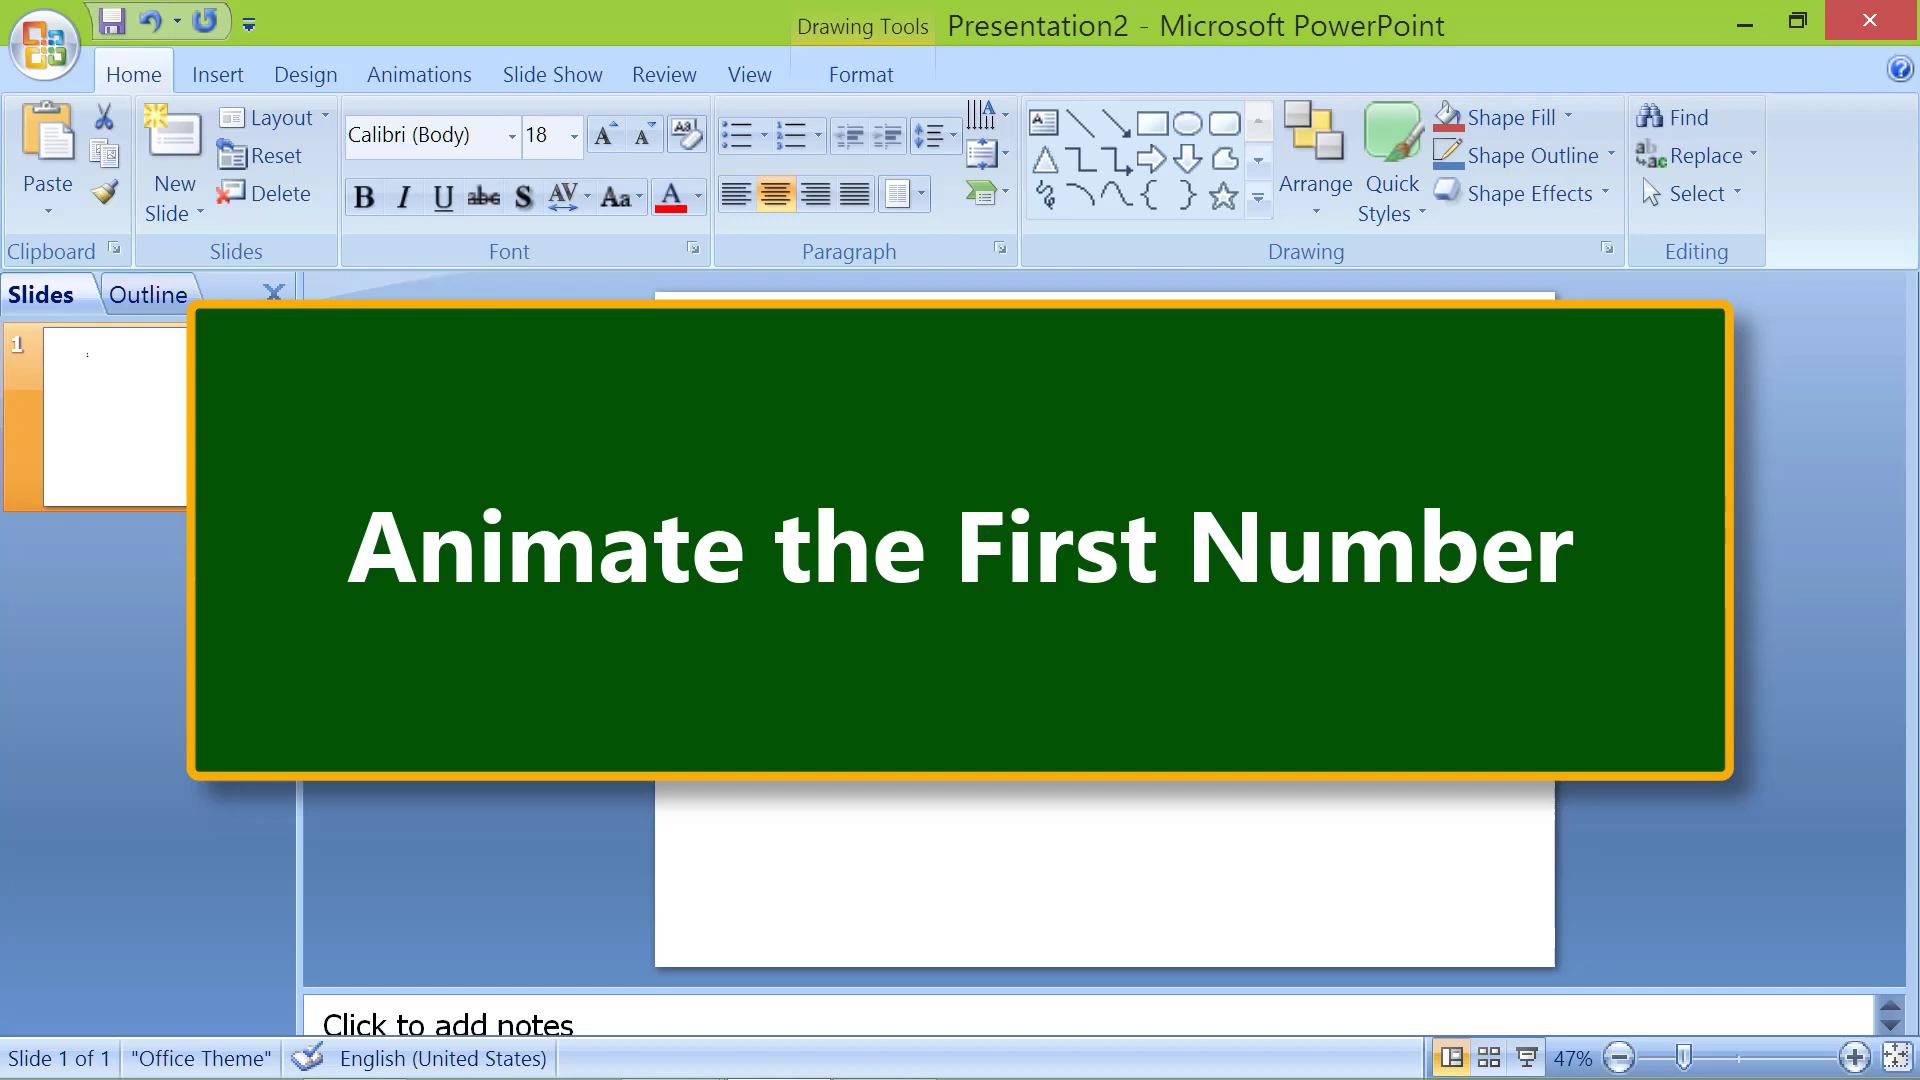 Drawing Tools
Presentation2 - Microsoft PowerPoint
Home Insert Design Animations Slide Show Review View Format
Paste
New Slide
Layout
Reset
Delete
Calibri (Body) 18
B I U abc S AV Aa A
Arrange
Quick Styles
Shape Fill
Shape Outline
Shape Effects
Find
Replace
Select
Clipboard Slides Font Paragraph Drawing Editing
Slides Outline
1
Animate the First Number
Click to add notes
Slide 1 of 1 "Office Theme" English (United States) 47%